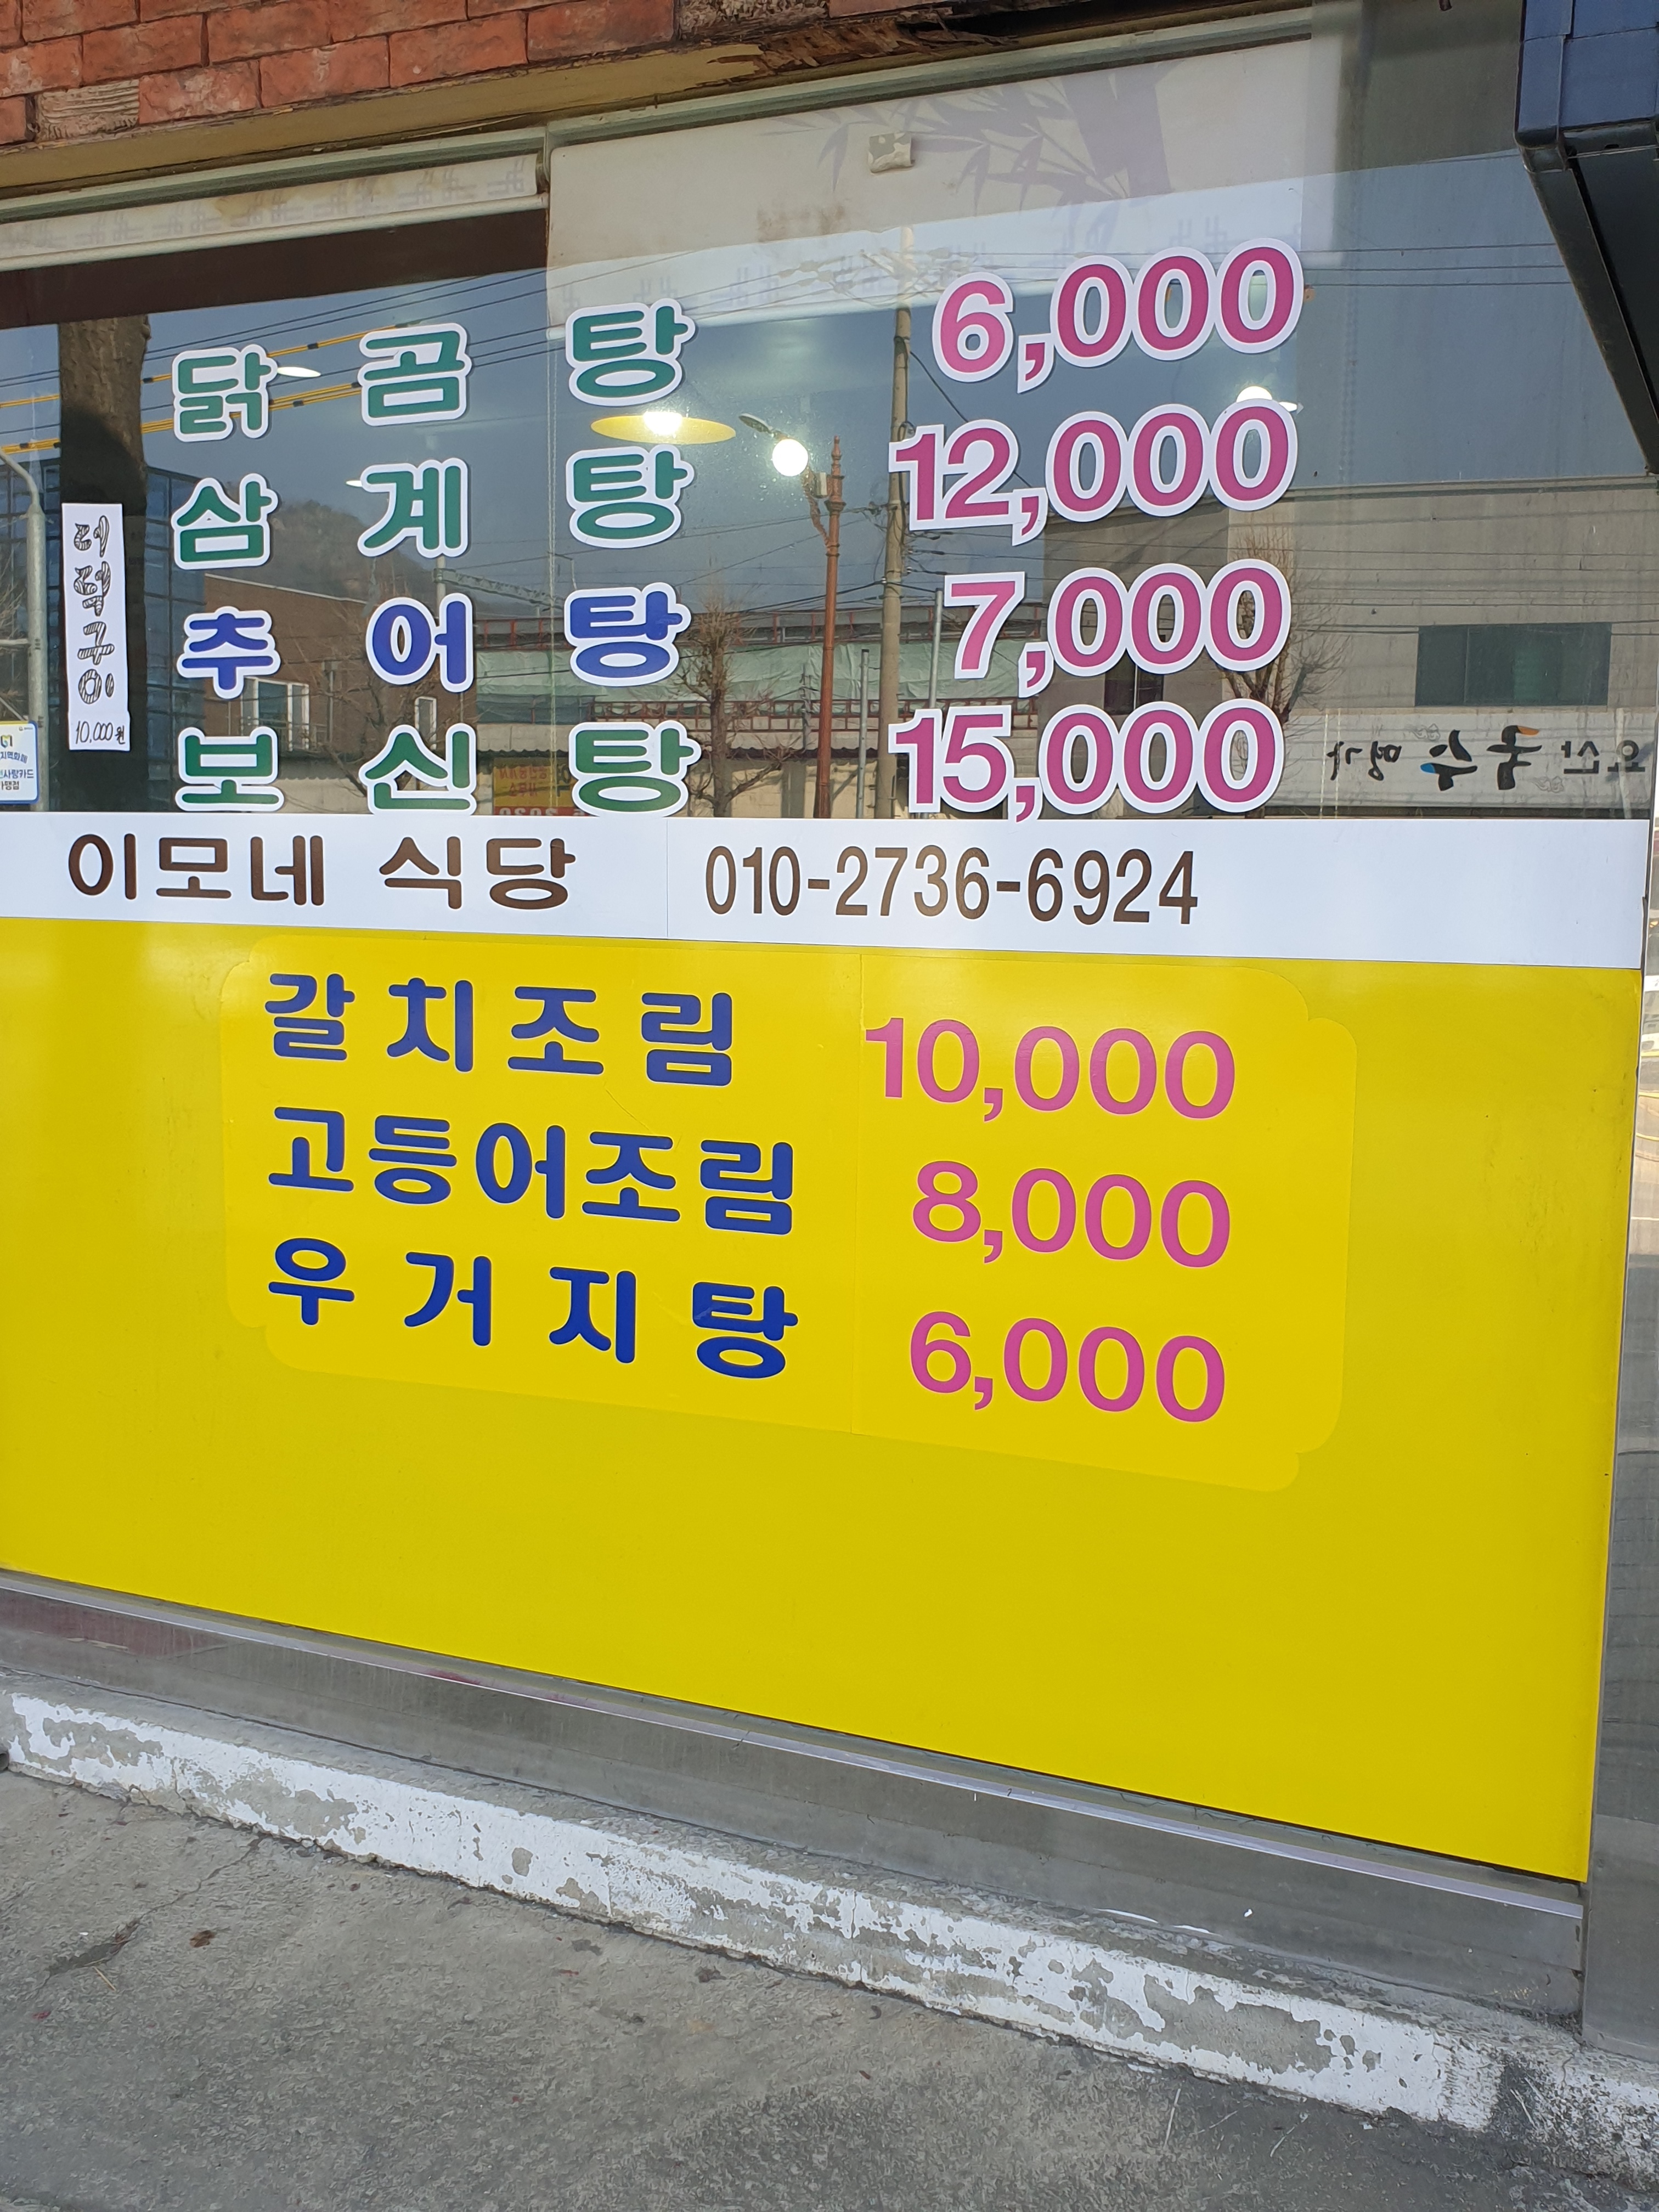 닭 곰 탕 6,000
삼 계 탕 12,000
추 어 탕 7,000
보 신 탕 15,000
더덕구이
10,000원
이모네 식당 010-2736-6924
갈치조림 10,000
고등어조림 8,000
우거지탕 6,000